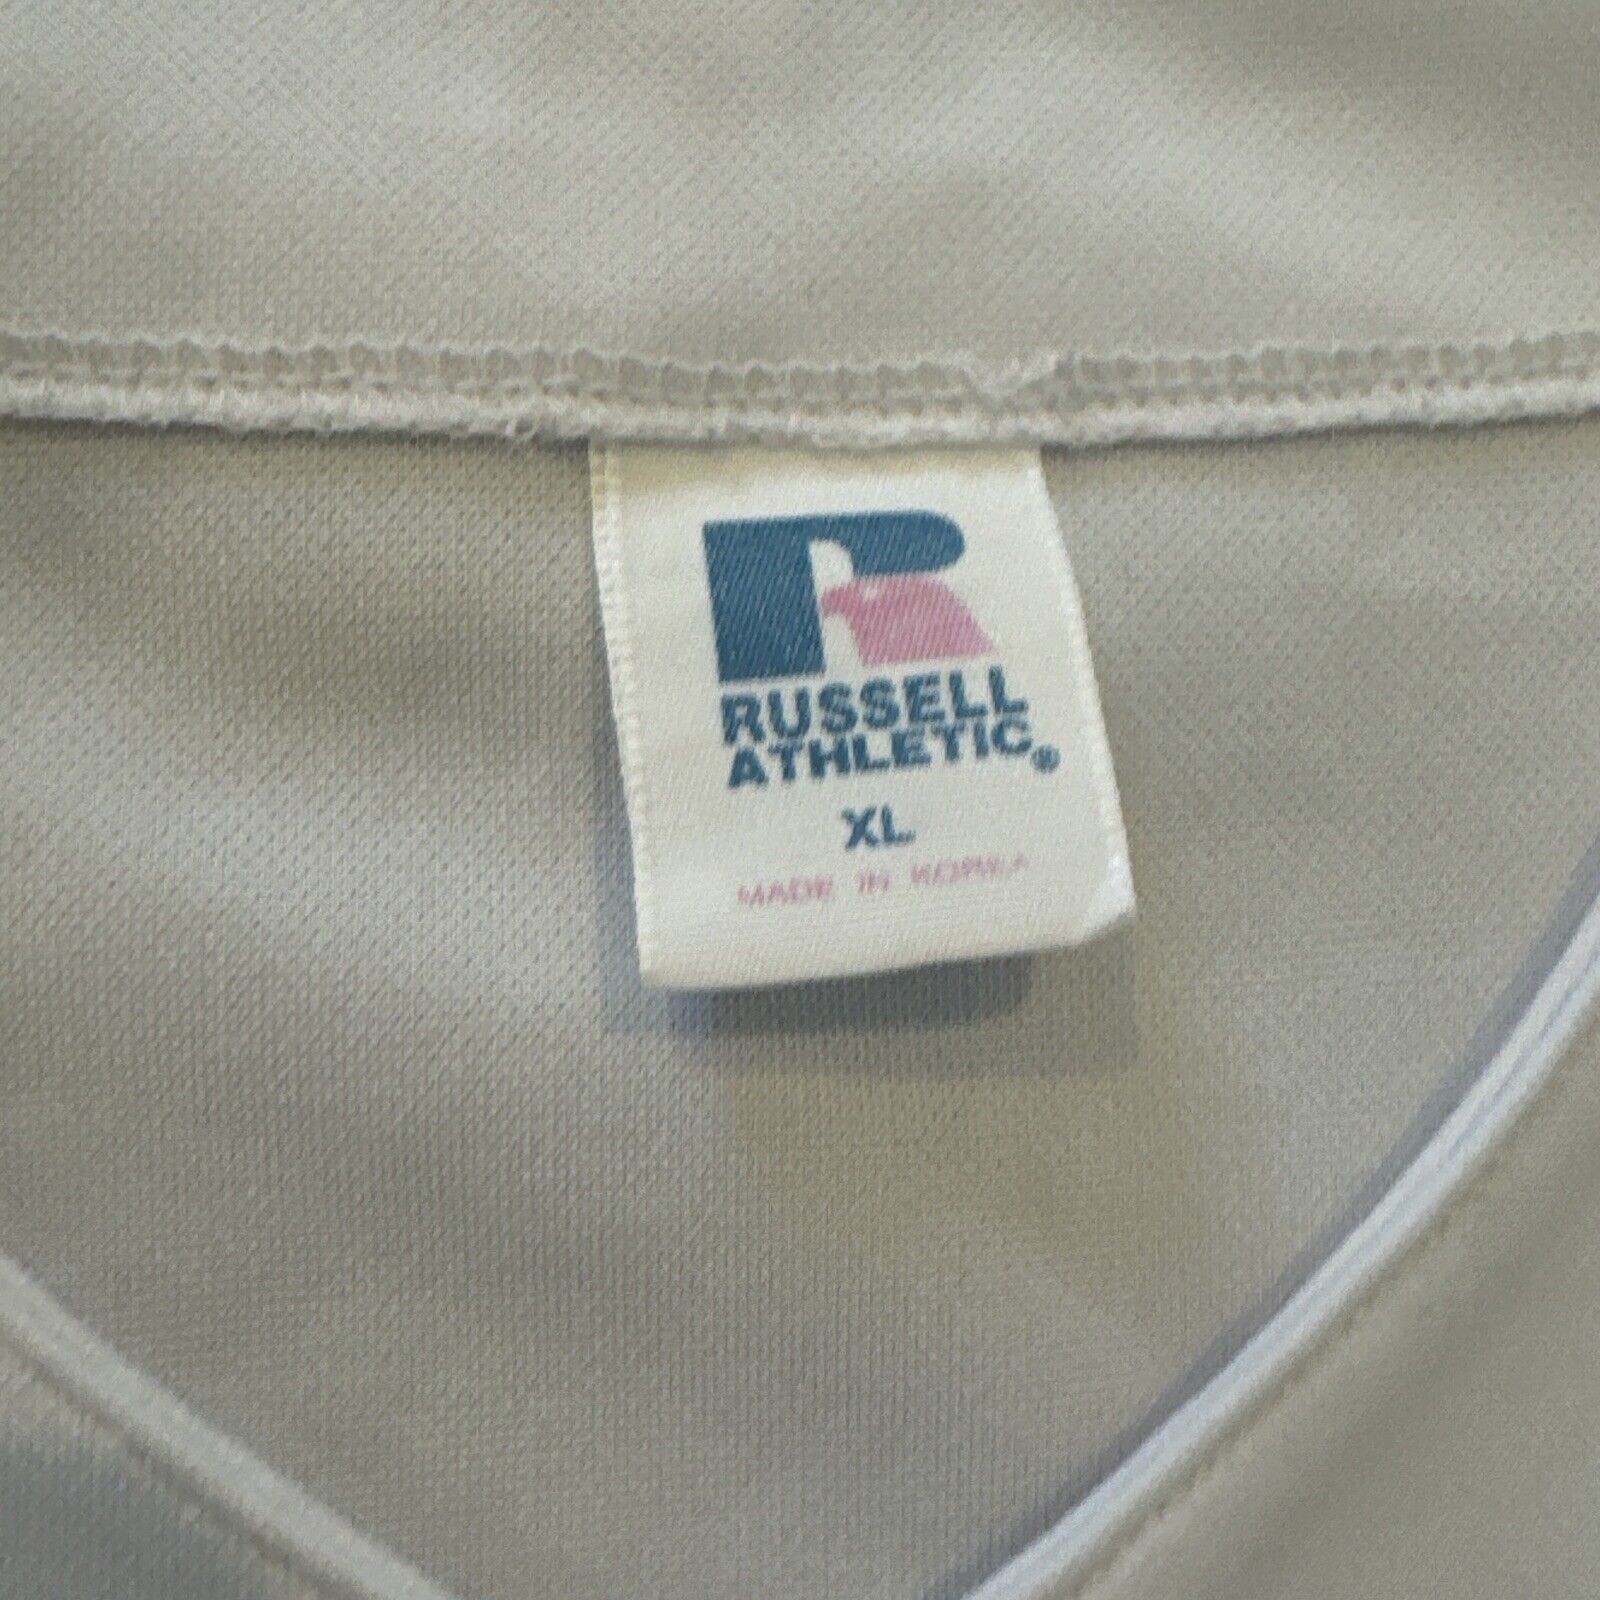 RUSSELL
ATHLETIC®
XL
MADE IN KOREA